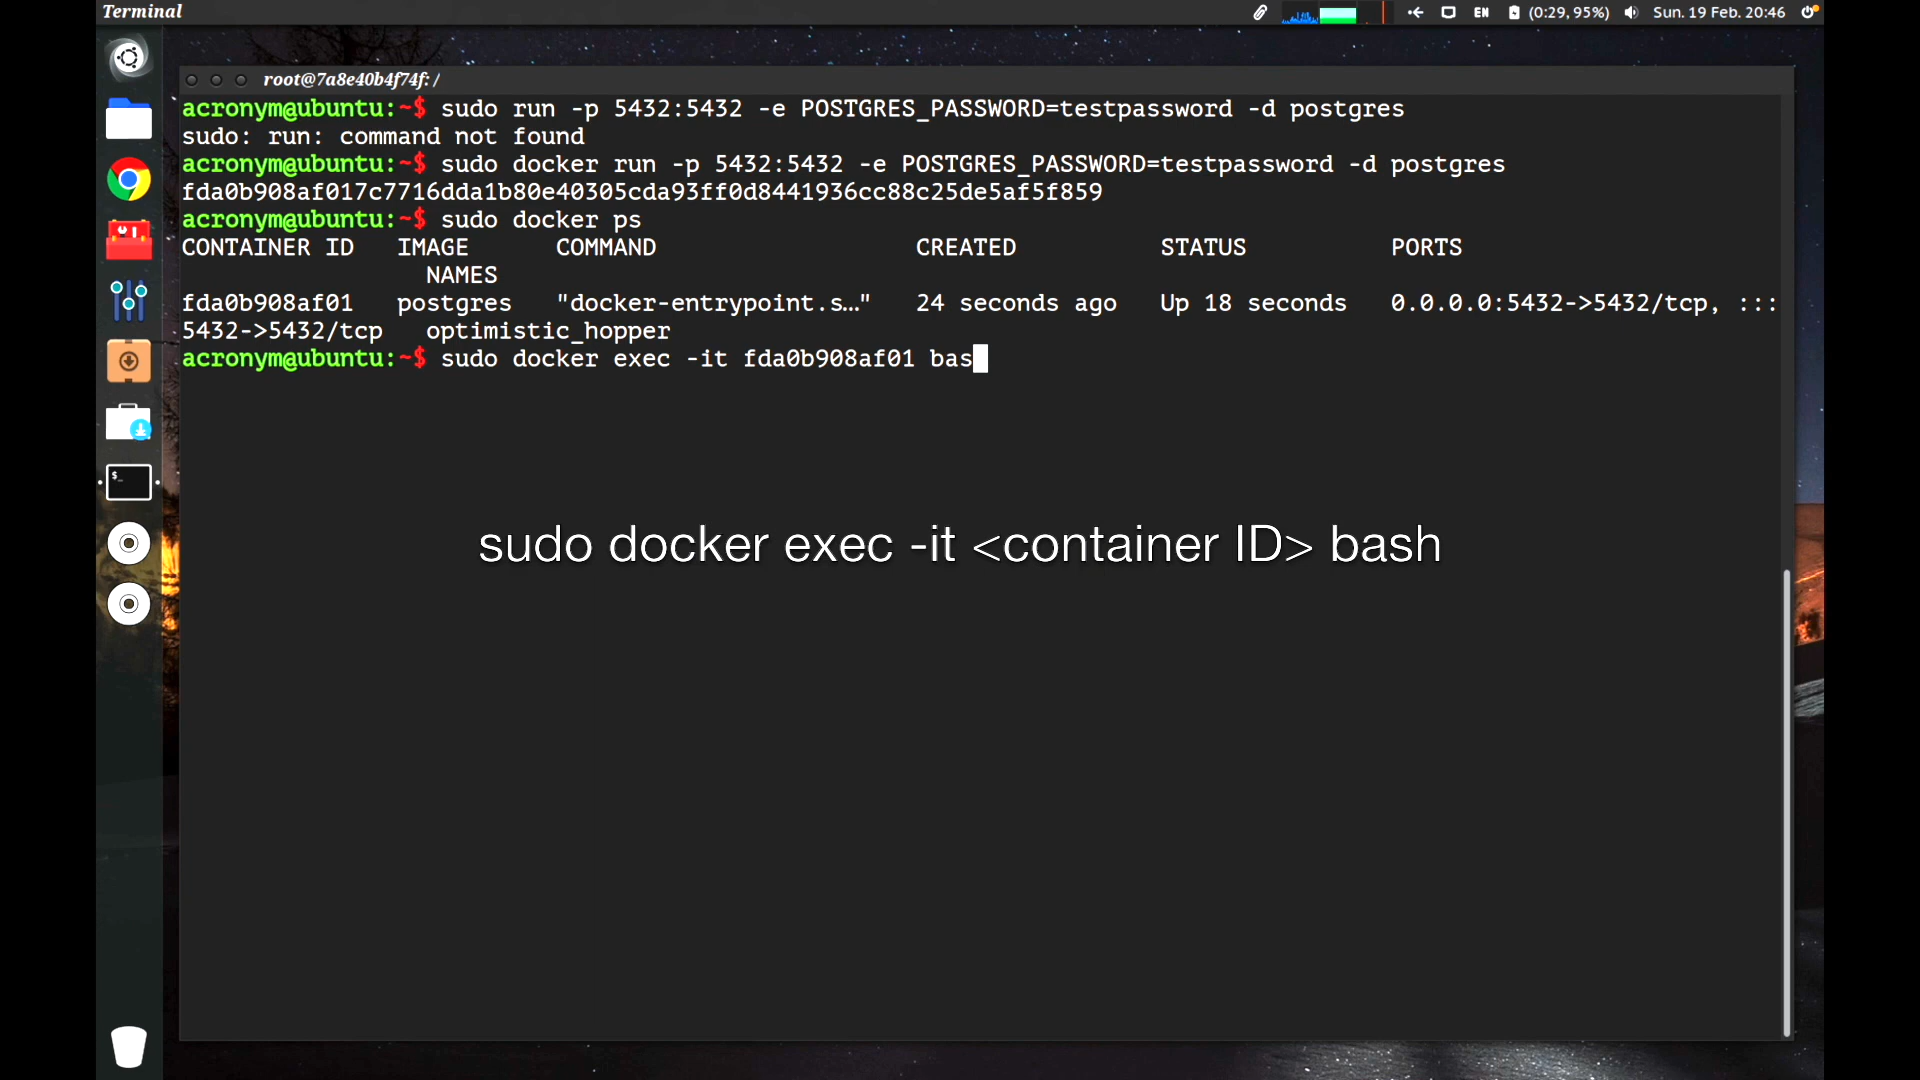 Terminal
EN
(0:29, 95%)
Sun. 19 Feb. 20:46
root@7a8e40b4f74f: /
acronym@ubuntu:~$ sudo run -p 5432:5432 -e POSTGRES_PASSWORD=testpassword -d postgres
sudo: run: command not found
acronym@ubuntu:~$ sudo docker run -p 5432:5432 -e POSTGRES_PASSWORD=testpassword -d postgres
fda0b908af017c7716dda1b80e40305cda93ff0d8441936cc88c25de5af5f859
acronym@ubuntu:~$ sudo docker ps
CONTAINER ID   IMAGE      COMMAND                  CREATED          STATUS          PORTS
NAMES
fda0b908af01   postgres   "docker-entrypoint.s…"   24 seconds ago   Up 18 seconds   0.0.0.0:5432->5432/tcp, :::
5432->5432/tcp   optimistic_hopper
acronym@ubuntu:~$ sudo docker exec -it fda0b908af01 bas
$_
sudo docker exec -it <container ID> bash